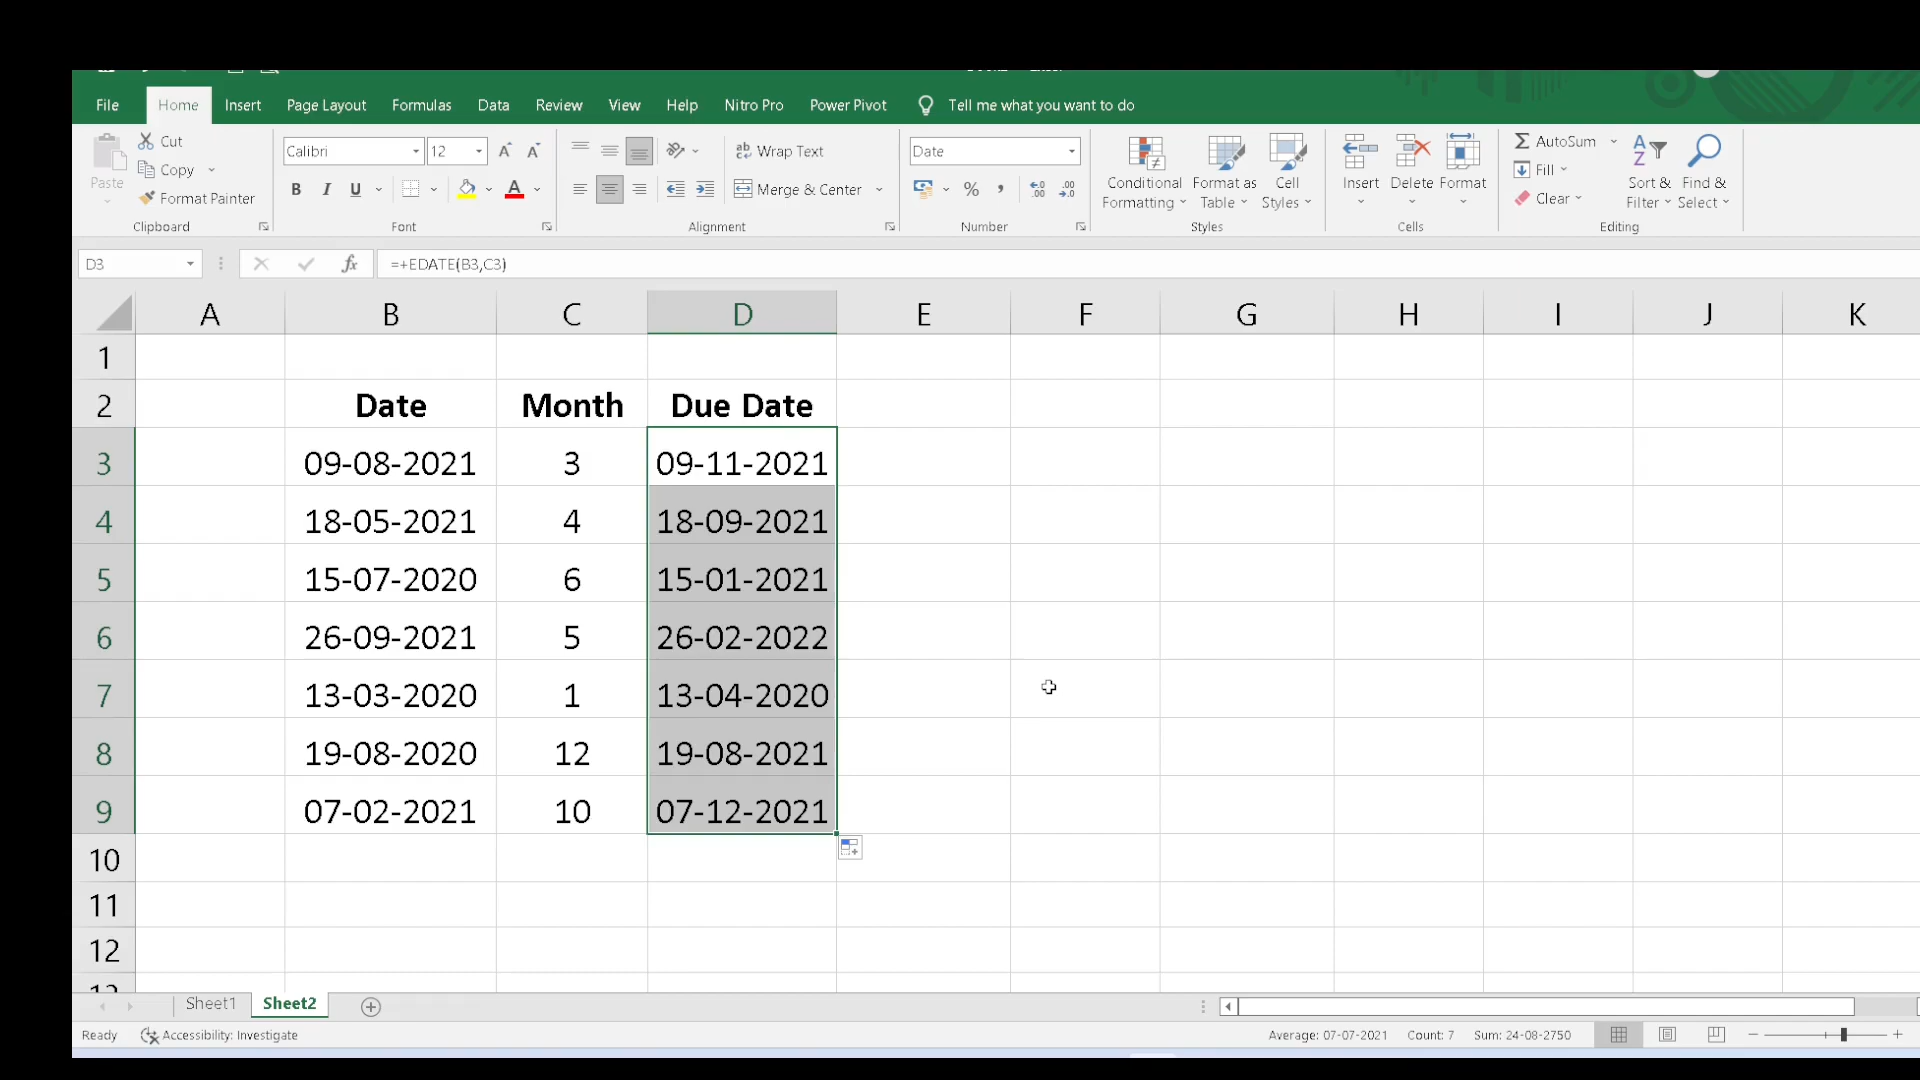 File Home Insert Page Layout Formulas Data Review View Help Nitro Pro Power Pivot Tell me what you want to do
Paste
Cut
Copy
Format Painter
Clipboard
Calibri 12
B I U
Font
Wrap Text
Merge & Center
Alignment
Date
Number
Conditional Formatting
Format as Table
Cell Styles
Styles
Insert
Delete
Format
Cells
AutoSum
Fill
Clear
Sort & Filter
Find & Select
Editing
D3 fx =+EDATE(B3,C3)
A B C D E F G H I J K
1
2 Date Month Due Date
3 09-08-2021 3 09-11-2021
4 18-05-2021 4 18-09-2021
5 15-07-2020 6 15-01-2021
6 26-09-2021 5 26-02-2022
7 13-03-2020 1 13-04-2020
8 19-08-2020 12 19-08-2021
9 07-02-2021 10 07-12-2021
10
11
12
Sheet1 Sheet2
Ready Accessibility: Investigate Average: 07-07-2021 Count: 7 Sum: 24-08-2750